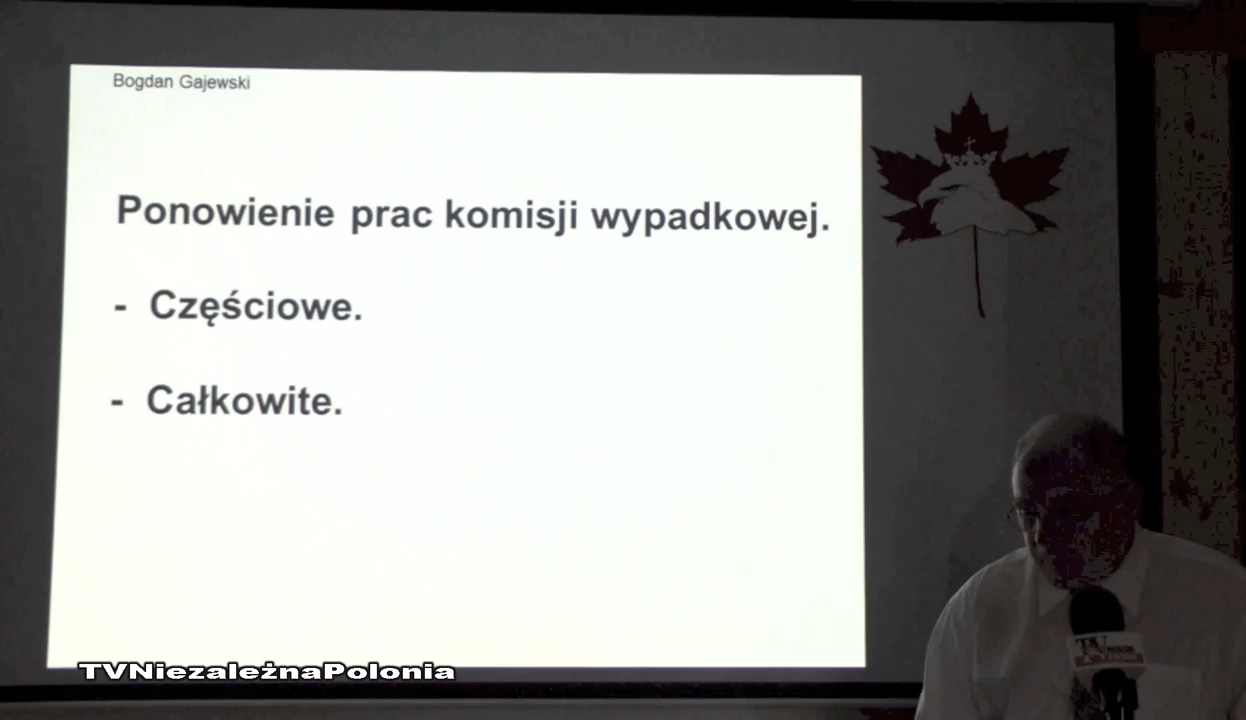 Bogdan Gajewski
Ponowienie prac komisji wypadkowej.
- Częściowe.
- Całkowite.
TVNiezależnaPolonia